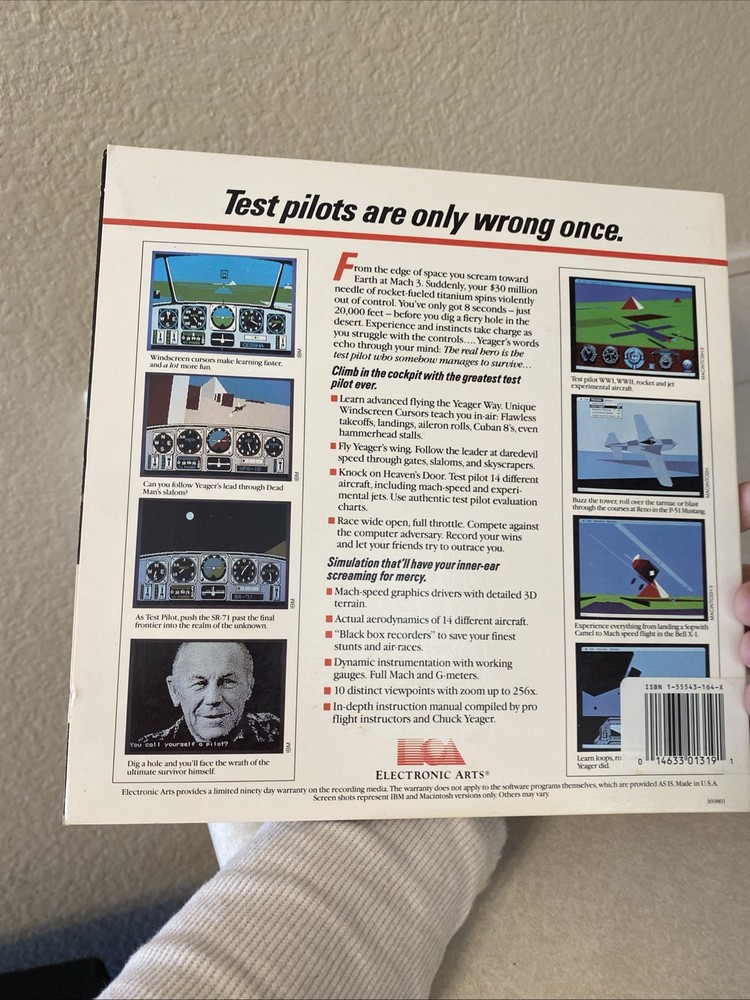 Test pilots are only wrong once.
IBM
Windscreen cursors make learning faster,
and a lot more fun.
IBM
Can you follow Yeager's lead through Dead
Man's slalom?
IBM
As Test Pilot, push the SR-71 past the final
frontier into the realm of the unknown.
You call yourself a pilot?
IBM
Dig a hole and you'll face the wrath of the
ultimate survivor himself.
From the edge of space you scream toward
Earth at Mach 3. Suddenly, your $30 million
needle of rocket-fueled titanium spins violently
out of control. You've only got 8 seconds – just
20,000 feet – before you dig a fiery hole in the
desert. Experience and instincts take charge as
you struggle with the controls.... Yeager's words
echo through your mind: The real hero is the
test pilot who somehow manages to survive...
Climb in the cockpit with the greatest test
pilot ever.
Learn advanced flying the Yeager Way. Unique
Windscreen Cursors teach you in-air: Flawless
takeoffs, landings, aileron rolls, Cuban 8's, even
hammerhead stalls.
Fly Yeager's wing. Follow the leader at daredevil
speed through gates, slaloms, and skyscrapers.
Knock on Heaven's Door. Test pilot 14 different
aircraft, including mach-speed and experi-
mental jets. Use authentic test pilot evaluation
charts.
Race wide open, full throttle. Compete against
the computer adversary. Record your wins
and let your friends try to outrace you.
Simulation that'll have your inner-ear
screaming for mercy.
Mach-speed graphics drivers with detailed 3D
terrain.
Actual aerodynamics of 14 different aircraft.
"Black box recorders" to save your finest
stunts and air-races.
Dynamic instrumentation with working
gauges. Full Mach and G-meters.
10 distinct viewpoints with zoom up to 256x.
In-depth instruction manual compiled by pro
flight instructors and Chuck Yeager.
ELECTRONIC ARTS®
MACINTOSH II
Test pilot WWI, WWII, rocket and jet
experimental aircraft.
MACINTOSH
Buzz the tower, roll over the tarmac or blast
through the courses at Reno in the P-51 Mustang.
MACINTOSH II
Experience everything from landing a Sopwith
Camel to Mach speed flight in the Bell X-1.
Learn loops, ro
Yeager did.
ISBN 1-55543-164-X
0 14633 01319 1
Electronic Arts provides a limited ninety day warranty on the recording media. The warranty does not apply to the software programs themselves, which are provided AS IS. Made in U.S.A.
Screen shots represent IBM and Macintosh versions only. Others may vary.